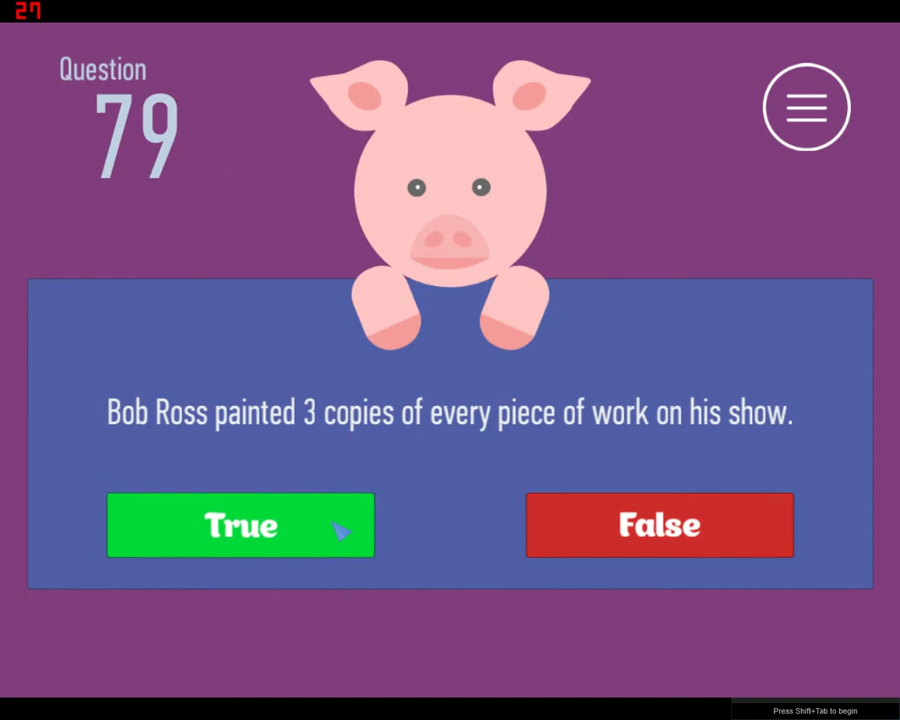 27
Question
79
Bob Ross painted 3 copies of every piece of work on his show.
True
False
Press Shift+Tab to begin